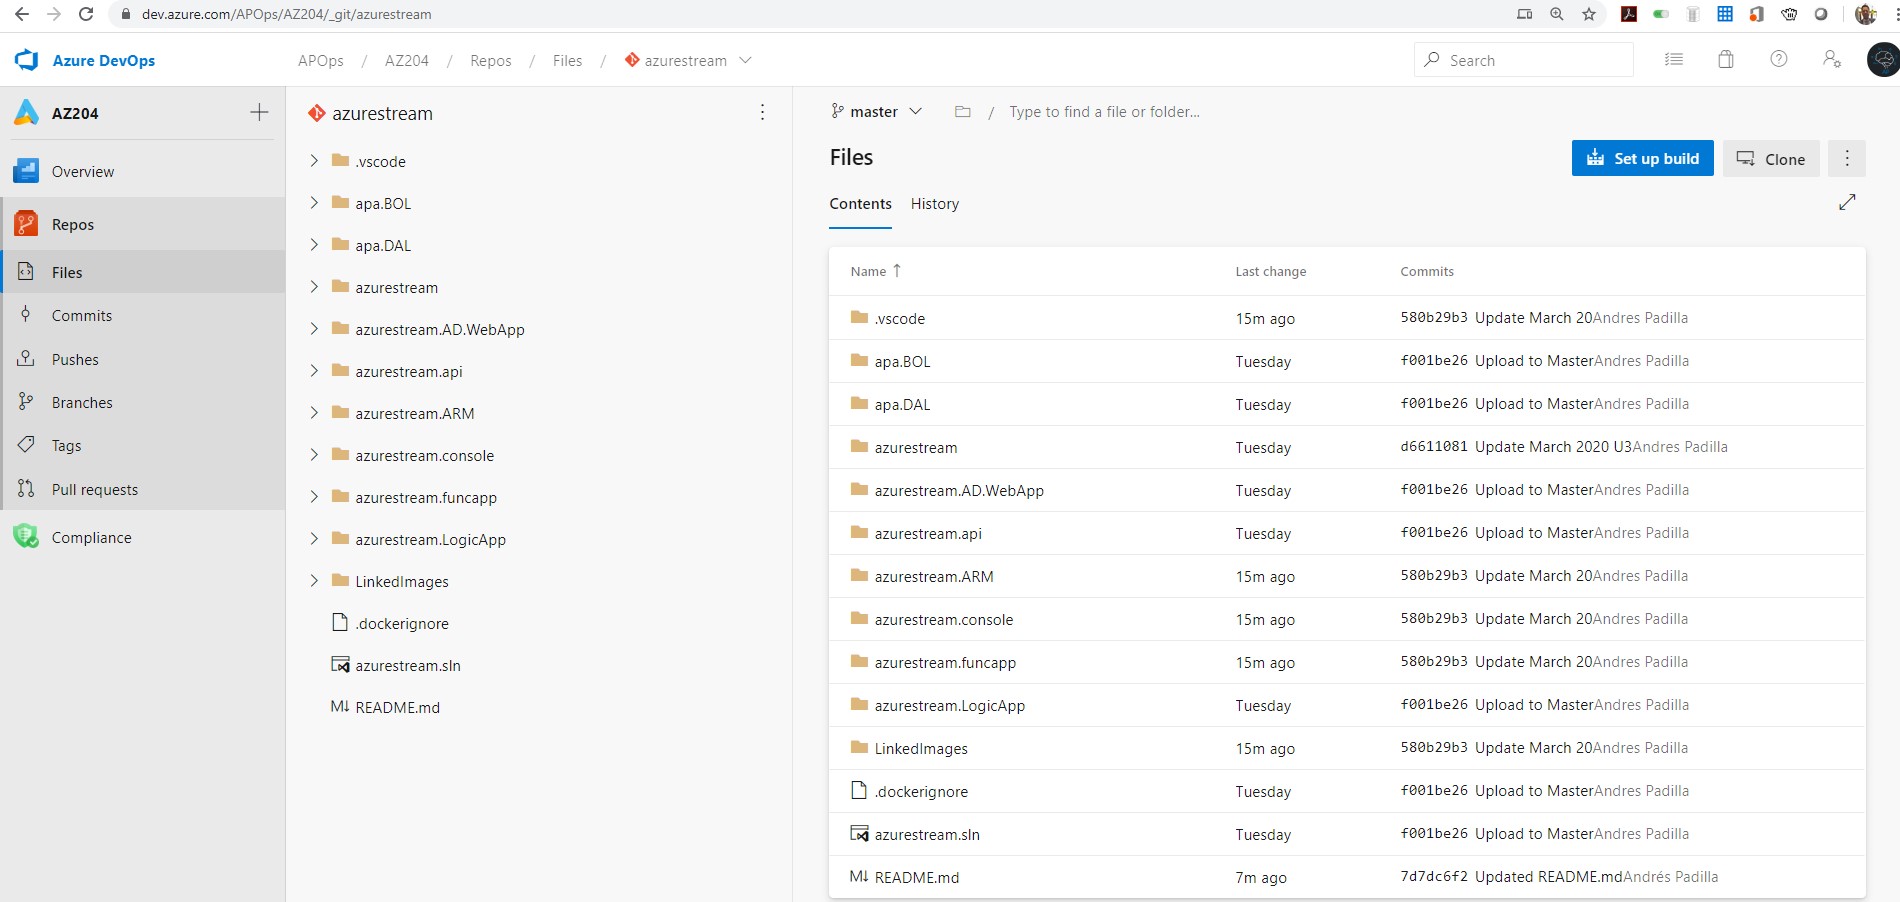 dev.azure.com/APOps/AZ204/_git/azurestream
Azure DevOps
APOps / AZ204 / Repos / Files / azurestream
Search
AZ204
Overview
Repos
Files
Commits
Pushes
Branches
Tags
Pull requests
Compliance
azurestream
.vscode
apa.BOL
apa.DAL
azurestream
azurestream.AD.WebApp
azurestream.api
azurestream.ARM
azurestream.console
azurestream.funcapp
azurestream.LogicApp
LinkedImages
.dockerignore
azurestream.sln
M↓ README.md
master / Type to find a file or folder...
Files
Set up build
Clone
Contents History
Name ↑ Last change Commits
.vscode 15m ago 580b29b3 Update March 20Andres Padilla
apa.BOL Tuesday f001be26 Upload to MasterAndres Padilla
apa.DAL Tuesday f001be26 Upload to MasterAndres Padilla
azurestream Tuesday d6611081 Update March 2020 U3Andres Padilla
azurestream.AD.WebApp Tuesday f001be26 Upload to MasterAndres Padilla
azurestream.api Tuesday f001be26 Upload to MasterAndres Padilla
azurestream.ARM 15m ago 580b29b3 Update March 20Andres Padilla
azurestream.console 15m ago 580b29b3 Update March 20Andres Padilla
azurestream.funcapp 15m ago 580b29b3 Update March 20Andres Padilla
azurestream.LogicApp Tuesday f001be26 Upload to MasterAndres Padilla
LinkedImages 15m ago 580b29b3 Update March 20Andres Padilla
.dockerignore Tuesday f001be26 Upload to MasterAndres Padilla
azurestream.sln Tuesday f001be26 Upload to MasterAndres Padilla
M↓ README.md 7m ago 7d7dc6f2 Updated README.mdAndrés Padilla